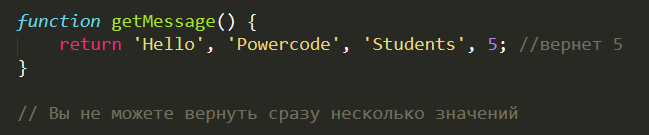 function getMessage() {
    return 'Hello', 'Powercode', 'Students', 5; //вернет 5
}
// Вы не можете вернуть сразу несколько значений